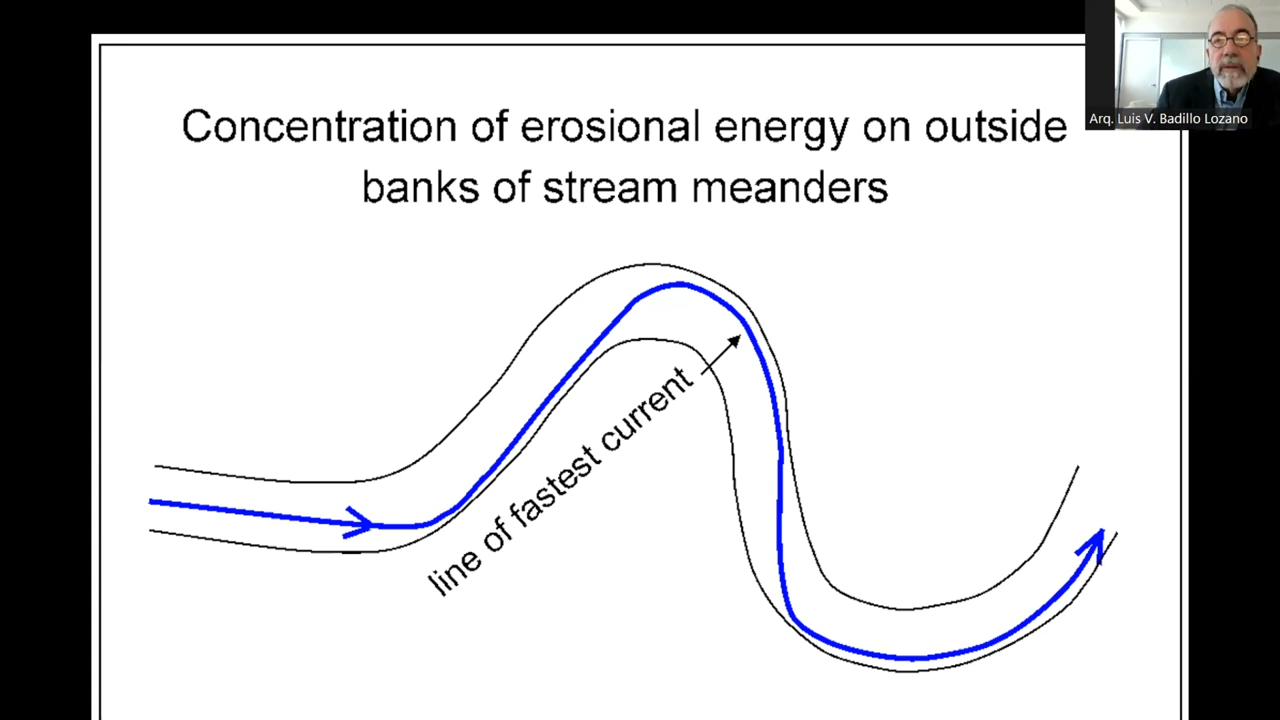 Concentration of erosional energy on outside
banks of stream meanders
line of fastest current
Arq. Luis V. Badillo Lozano